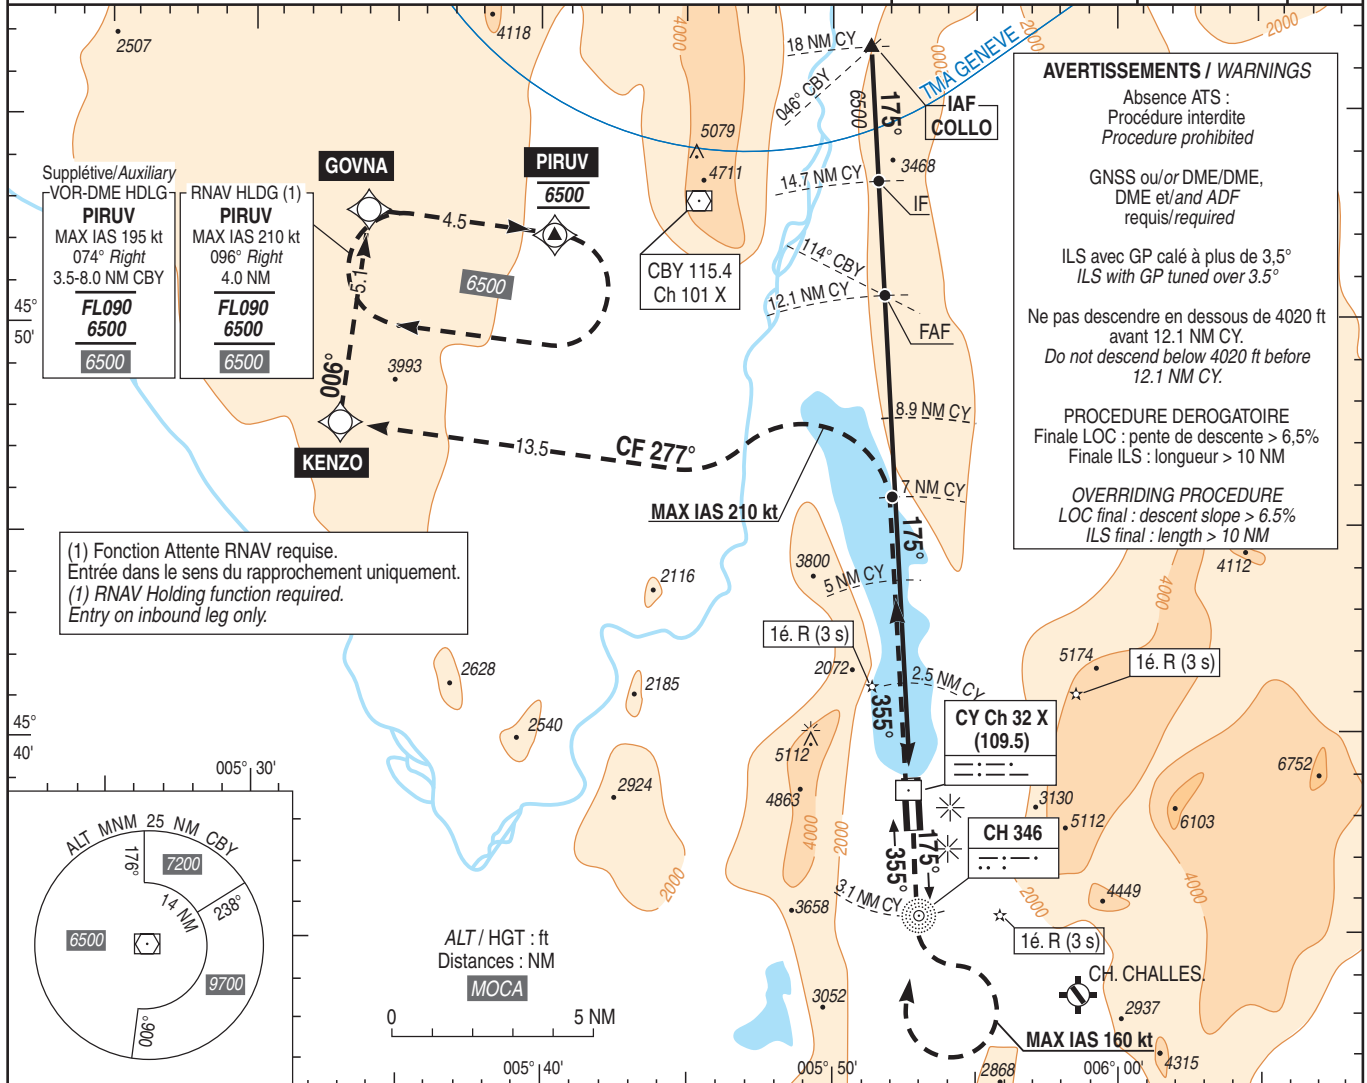 2507
4118
4000
18 NM CY
2000
2000
TMA GENEVE
046° CBY
6500
175°
IAF
COLLO
5079
4711
3468
14.7 NM CY
IF
114° CBY
12.1 NM CY
FAF
CBY 115.4
Ch 101 X
GOVNA
PIRUV
6500
4.5
6500
5.1
006°
3993
KENZO
13.5
CF 277°
Supplétive/Auxiliary
VOR-DME HDLG
PIRUV
MAX IAS 195 kt
074° Right
3.5-8.0 NM CBY
FL090
6500
6500
RNAV HLDG (1)
PIRUV
MAX IAS 210 kt
096° Right
4.0 NM
FL090
6500
6500
45°
50'
AVERTISSEMENTS / WARNINGS
Absence ATS :
Procédure interdite
Procedure prohibited
GNSS ou/or DME/DME,
DME et/and ADF
requis/required
ILS avec GP calé à plus de 3,5°
ILS with GP tuned over 3.5°
Ne pas descendre en dessous de 4020 ft
avant 12.1 NM CY.
Do not descend below 4020 ft before
12.1 NM CY.
PROCEDURE DEROGATOIRE
Finale LOC : pente de descente > 6,5%
Finale ILS : longueur > 10 NM
OVERRIDING PROCEDURE
LOC final : descent slope > 6.5%
ILS final : length > 10 NM
8.9 NM CY
7 NM CY
MAX IAS 210 kt
175°
4112
4000
(1) Fonction Attente RNAV requise.
Entrée dans le sens du rapprochement uniquement.
(1) RNAV Holding function required.
Entry on inbound leg only.
3800
5 NM CY
2116
1é. R (3 s)
2072
2.5 NM CY
355°
5174
1é. R (3 s)
2628
2185
2540
CY Ch 32 X
(109.5)
45°
40'
5112
4863
4000
2000
2924
2000
6752
6103
3130
5112
CH 346
355°
175°
3.1 NM CY
3658
2000
4449
4000
1é. R (3 s)
005° 30'
ALT MNM 25 NM CBY
176°
7200
14 NM
238°
6500
9700
006°
ALT / HGT : ft
Distances : NM
MOCA
0
5 NM
3052
CH. CHALLES.
2937
MAX IAS 160 kt
4315
2868
005° 40'
005° 50'
006° 00'